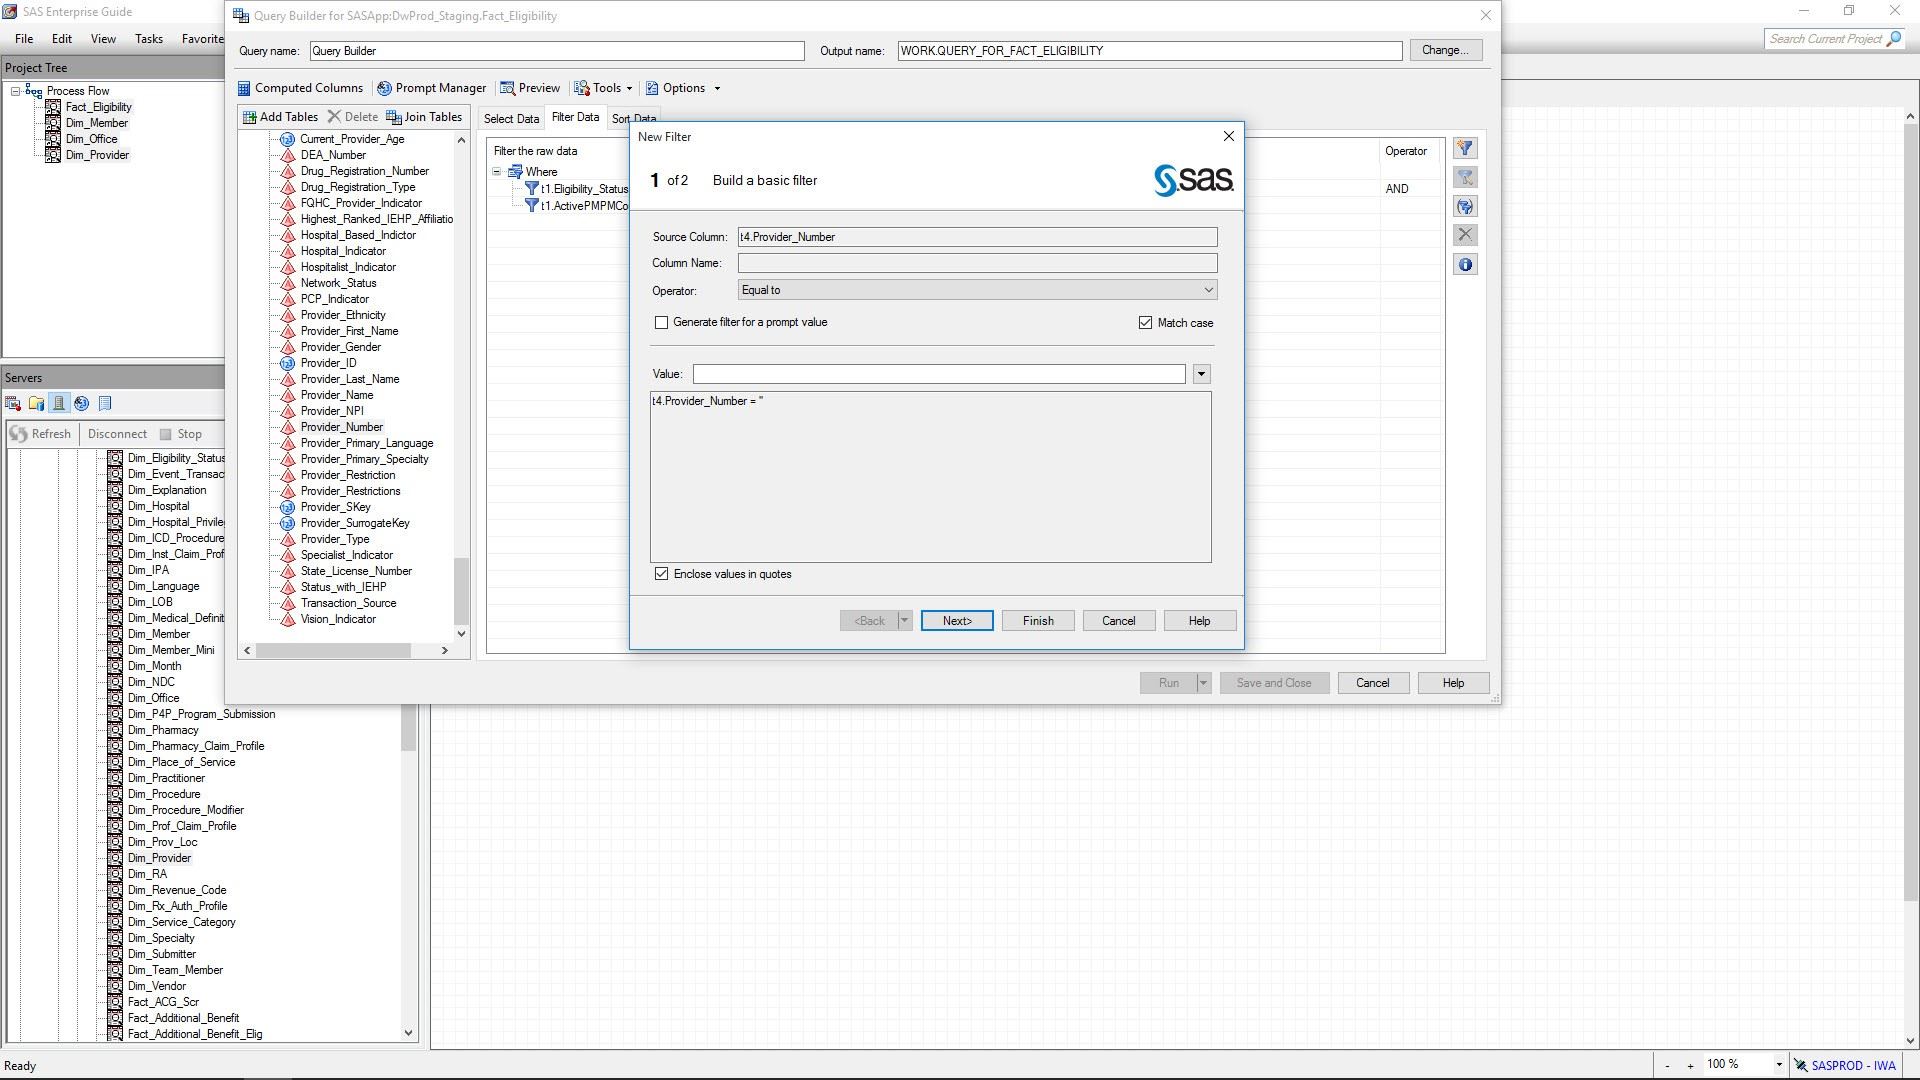 SAS Enterprise Guide
File Edit View Tasks Favorite
Search Current Project
Project Tree
Process Flow
Fact_Eligibility
Dim_Member
Dim_Office
Dim_Provider
Servers
Refresh Disconnect Stop
Dim_Eligibility_Status
Dim_Event_Transac
Dim_Explanation
Dim_Hospital
Dim_Hospital_Privile
Dim_ICD_Procedure
Dim_Inst_Claim_Prof
Dim_IPA
Dim_Language
Dim_LOB
Dim_Medical_Definit
Dim_Member
Dim_Member_Mini
Dim_Month
Dim_NDC
Dim_Office
Dim_P4P_Program_Submission
Dim_Pharmacy
Dim_Pharmacy_Claim_Profile
Dim_Place_of_Service
Dim_Practitioner
Dim_Procedure
Dim_Procedure_Modifier
Dim_Prof_Claim_Profile
Dim_Prov_Loc
Dim_Provider
Dim_RA
Dim_Revenue_Code
Dim_Rx_Auth_Profile
Dim_Service_Category
Dim_Specialty
Dim_Submitter
Dim_Team_Member
Dim_Vendor
Fact_ACG_Scr
Fact_Additional_Benefit
Fact_Additional_Benefit_Elig
Query Builder for SASApp:DwProd_Staging.Fact_Eligibility
Query name: Query Builder Output name: WORK.QUERY_FOR_FACT_ELIGIBILITY Change...
Computed Columns Prompt Manager Preview Tools Options
Add Tables Delete Join Tables
Current_Provider_Age
DEA_Number
Drug_Registration_Number
Drug_Registration_Type
FQHC_Provider_Indicator
Highest_Ranked_IEHP_Affiliatio
Hospital_Based_Indictor
Hospital_Indicator
Hospitalist_Indicator
Network_Status
PCP_Indicator
Provider_Ethnicity
Provider_First_Name
Provider_Gender
Provider_ID
Provider_Last_Name
Provider_Name
Provider_NPI
Provider_Number
Provider_Primary_Language
Provider_Primary_Specialty
Provider_Restriction
Provider_Restrictions
Provider_SKey
Provider_SurrogateKey
Provider_Type
Specialist_Indicator
State_License_Number
Status_with_IEHP
Transaction_Source
Vision_Indicator
Select Data Filter Data Sort Data
Filter the raw data Operator
Where
t1.Eligibility_Status AND
t1.ActivePMPMCo
New Filter
1 of 2 Build a basic filter
sas
Source Column: t4.Provider_Number
Column Name:
Operator: Equal to
Generate filter for a prompt value Match case
Value:
t4.Provider_Number = ''
Enclose values in quotes
<Back Next> Finish Cancel Help
Run Save and Close Cancel Help
Ready - + 100 % SASPROD - IWA